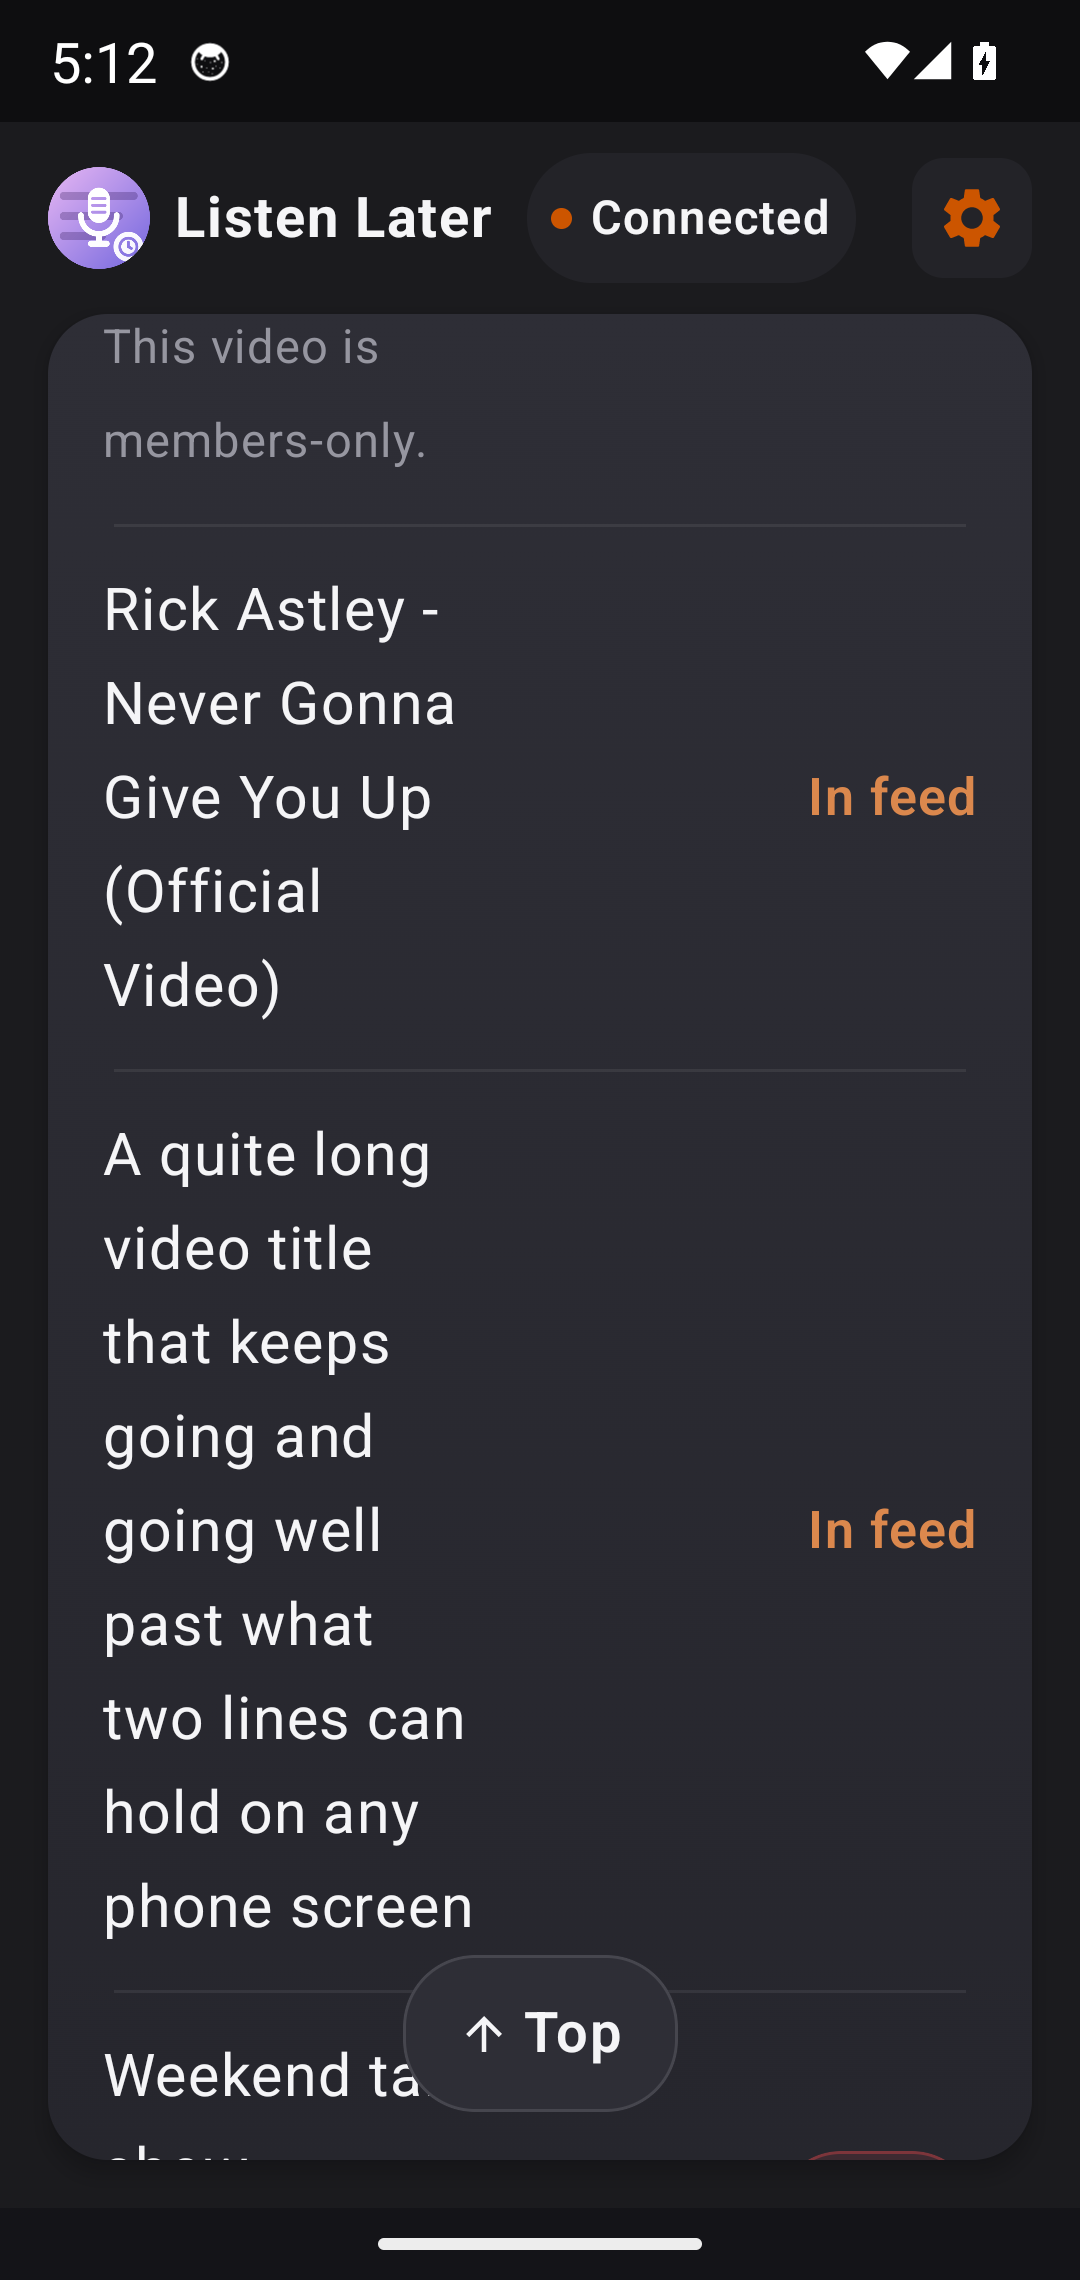 5:12
Listen Later
Connected
This video is
members-only.
Rick Astley -
Never Gonna
Give You Up
(Official
Video)
In feed
A quite long
video title
that keeps
going and
going well
past what
two lines can
hold on any
phone screen
In feed
↑ Top
Weekend